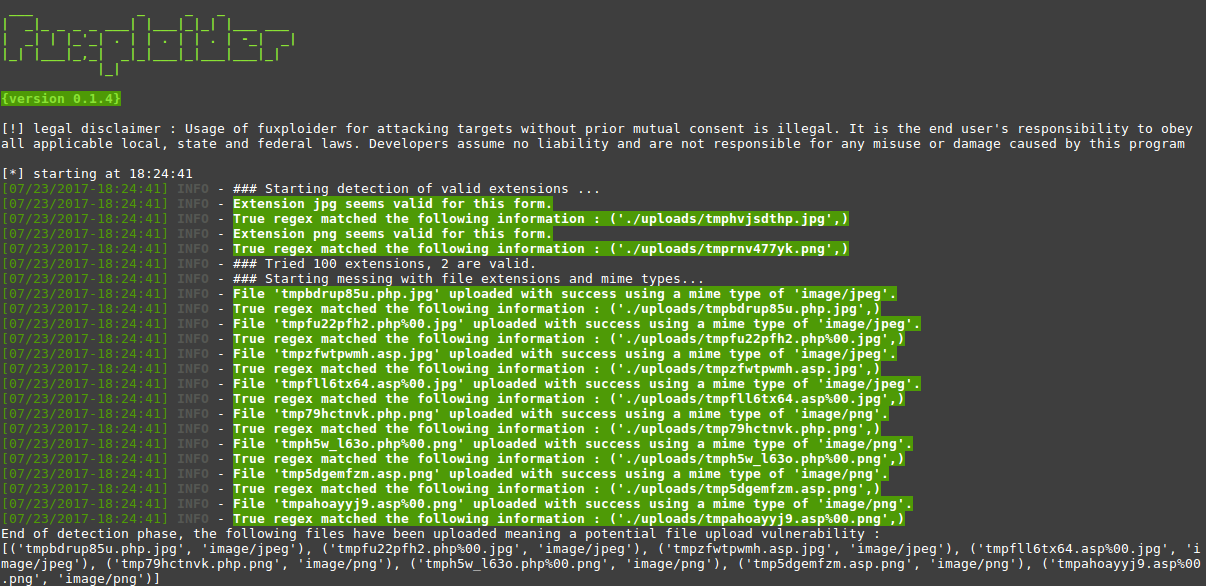 Fuxploider
{version 0.1.4}
[!] legal disclaimer : Usage of fuxploider for attacking targets without prior mutual consent is illegal. It is the end user's responsibility to obey
all applicable local, state and federal laws. Developers assume no liability and are not responsible for any misuse or damage caused by this program
[*] starting at 18:24:41
[07/23/2017-18:24:41] INFO - ### Starting detection of valid extensions ...
[07/23/2017-18:24:41] INFO - Extension jpg seems valid for this form.
[07/23/2017-18:24:41] INFO - True regex matched the following information : ('./uploads/tmphvjsdthp.jpg',)
[07/23/2017-18:24:41] INFO - Extension png seems valid for this form.
[07/23/2017-18:24:41] INFO - True regex matched the following information : ('./uploads/tmprnv477yk.png',)
[07/23/2017-18:24:41] INFO - ### Tried 100 extensions, 2 are valid.
[07/23/2017-18:24:41] INFO - ### Starting messing with file extensions and mime types...
[07/23/2017-18:24:41] INFO - File 'tmpbdrup85u.php.jpg' uploaded with success using a mime type of 'image/jpeg'.
[07/23/2017-18:24:41] INFO - True regex matched the following information : ('./uploads/tmpbdrup85u.php.jpg',)
[07/23/2017-18:24:41] INFO - File 'tmpfu22pfh2.php%00.jpg' uploaded with success using a mime type of 'image/jpeg'.
[07/23/2017-18:24:41] INFO - True regex matched the following information : ('./uploads/tmpfu22pfh2.php%00.jpg',)
[07/23/2017-18:24:41] INFO - File 'tmpzfwtpwmh.asp.jpg' uploaded with success using a mime type of 'image/jpeg'.
[07/23/2017-18:24:41] INFO - True regex matched the following information : ('./uploads/tmpzfwtpwmh.asp.jpg',)
[07/23/2017-18:24:41] INFO - File 'tmpfll6tx64.asp%00.jpg' uploaded with success using a mime type of 'image/jpeg'.
[07/23/2017-18:24:41] INFO - True regex matched the following information : ('./uploads/tmpfll6tx64.asp%00.jpg',)
[07/23/2017-18:24:41] INFO - File 'tmp79hctnvk.php.png' uploaded with success using a mime type of 'image/png'.
[07/23/2017-18:24:41] INFO - True regex matched the following information : ('./uploads/tmp79hctnvk.php.png',)
[07/23/2017-18:24:41] INFO - File 'tmph5w_l63o.php%00.png' uploaded with success using a mime type of 'image/png'.
[07/23/2017-18:24:41] INFO - True regex matched the following information : ('./uploads/tmph5w_l63o.php%00.png',)
[07/23/2017-18:24:41] INFO - File 'tmp5dgemfzm.asp.png' uploaded with success using a mime type of 'image/png'.
[07/23/2017-18:24:41] INFO - True regex matched the following information : ('./uploads/tmp5dgemfzm.asp.png',)
[07/23/2017-18:24:41] INFO - File 'tmpahoayyj9.asp%00.png' uploaded with success using a mime type of 'image/png'.
[07/23/2017-18:24:41] INFO - True regex matched the following information : ('./uploads/tmpahoayyj9.asp%00.png',)
End of detection phase, the following files have been uploaded meaning a potential file upload vulnerability :
[('tmpbdrup85u.php.jpg', 'image/jpeg'), ('tmpfu22pfh2.php%00.jpg', 'image/jpeg'), ('tmpzfwtpwmh.asp.jpg', 'image/jpeg'), ('tmpfll6tx64.asp%00.jpg', 'i
mage/jpeg'), ('tmp79hctnvk.php.png', 'image/png'), ('tmph5w_l63o.php%00.png', 'image/png'), ('tmp5dgemfzm.asp.png', 'image/png'), ('tmpahoayyj9.asp%00
.png', 'image/png')]